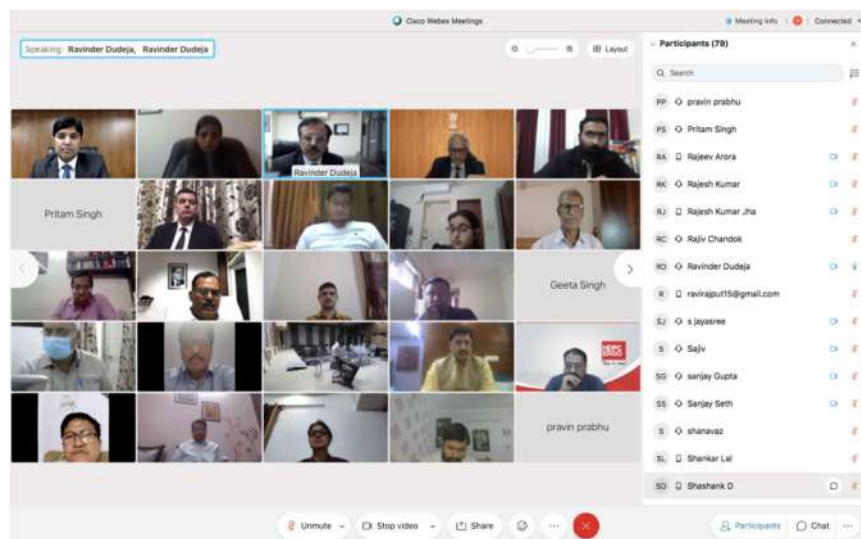 Cisco Webex Meetings
Meeting info
Connected
Speaking: Ravinder Dudeja, Ravinder Dudeja
Layout
Participants (79)
Search
Ravinder Dudeja
Pritam Singh
Geeta Singh
HDFC
ERGO
pravin prabhu
PP pravin prabhu
PS Pritam Singh
RA Rajeev Arora
RK Rajesh Kumar
RJ Rajesh Kumar Jha
RC Rajiv Chandok
RD Ravinder Dudeja
R ravirajput15@gmail.com
SJ s jayasree
S Sajiv
SG sanjay Gupta
SS Sanjay Seth
S shanavaz
SL Shankar Lal
SD Shashank D
Unmute
Stop video
Share
Participants
Chat